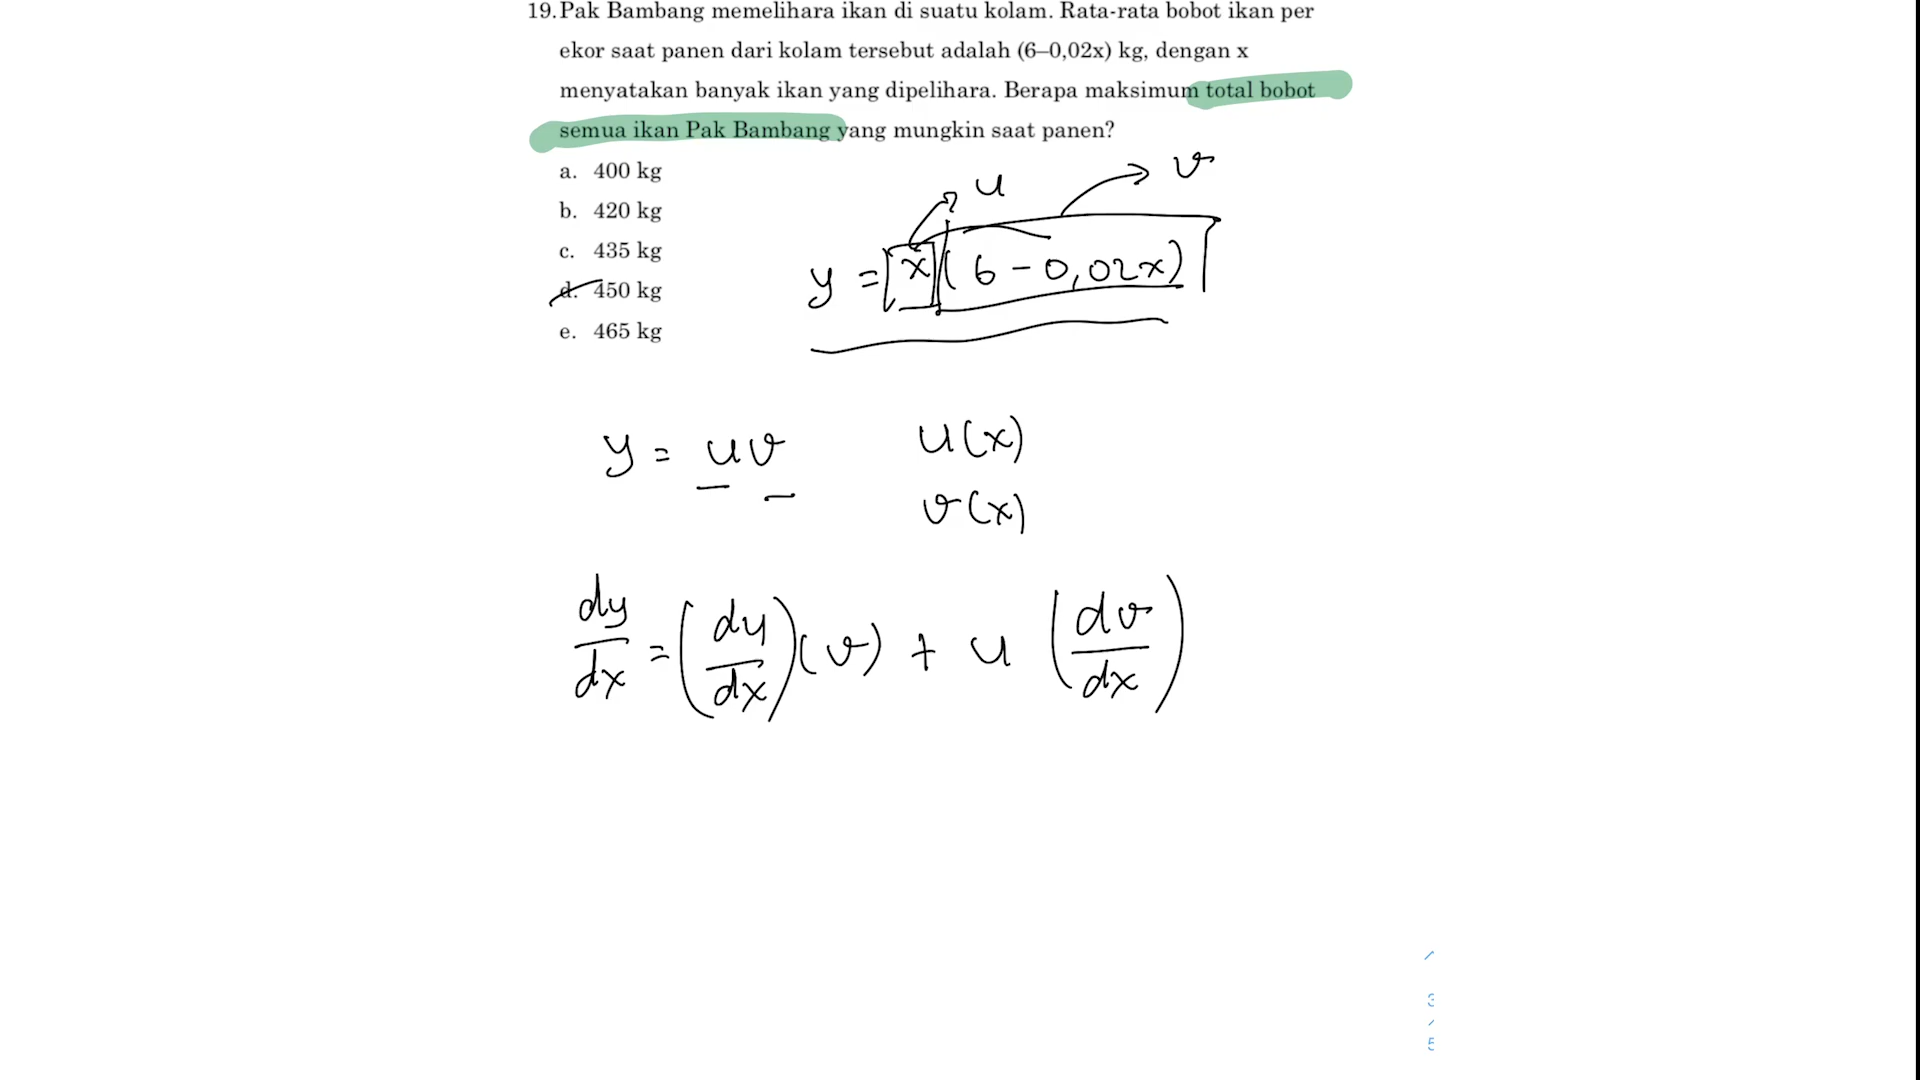 19. Pak Bambang memelihara ikan di suatu kolam. Rata-rata bobot ikan per
ekor saat panen dari kolam tersebut adalah (6–0,02x) kg, dengan x
menyatakan banyak ikan yang dipelihara. Berapa maksimum total bobot
semua ikan Pak Bambang yang mungkin saat panen?
a. 400 kg
b. 420 kg
c. 435 kg
d. 450 kg
e. 465 kg
u
v
y = x(6-0,02x)
y = uv
u(x)
v(x)
dy/dx = (du/dx)(v) + u (dv/dx)